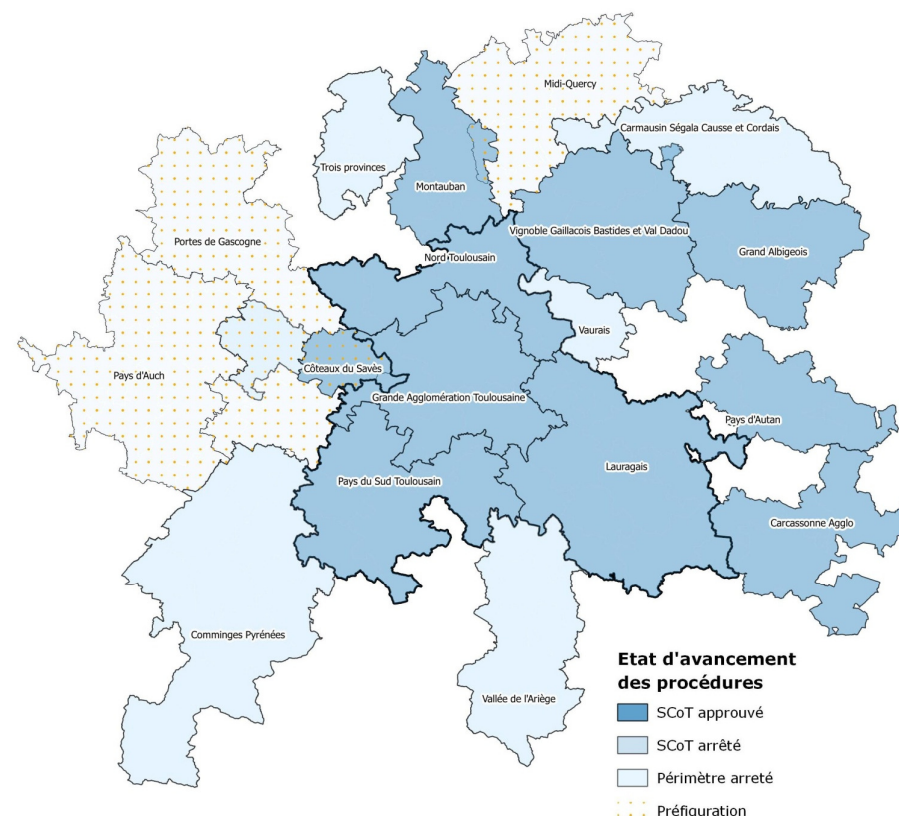 Midi-Quercy
Carmausin Ségala Causse et Cordais
Trois provinces
Montauban
Vignoble Gaillacois Bastides et Val Dadou
Portes de Gascogne
Nord Toulousain
Grand Albigeois
Vaurais
Pays d'Auch
Côteaux du Savès
Grande Agglomération Toulousaine
Pays d'Autan
Lauragais
Pays du Sud Toulousain
Carcassonne Agglo
Comminges Pyrénées
Vallée de l'Ariège
Etat d'avancement
des procédures
SCoT approuvé
SCoT arrêté
Périmètre arreté
Préfiguration